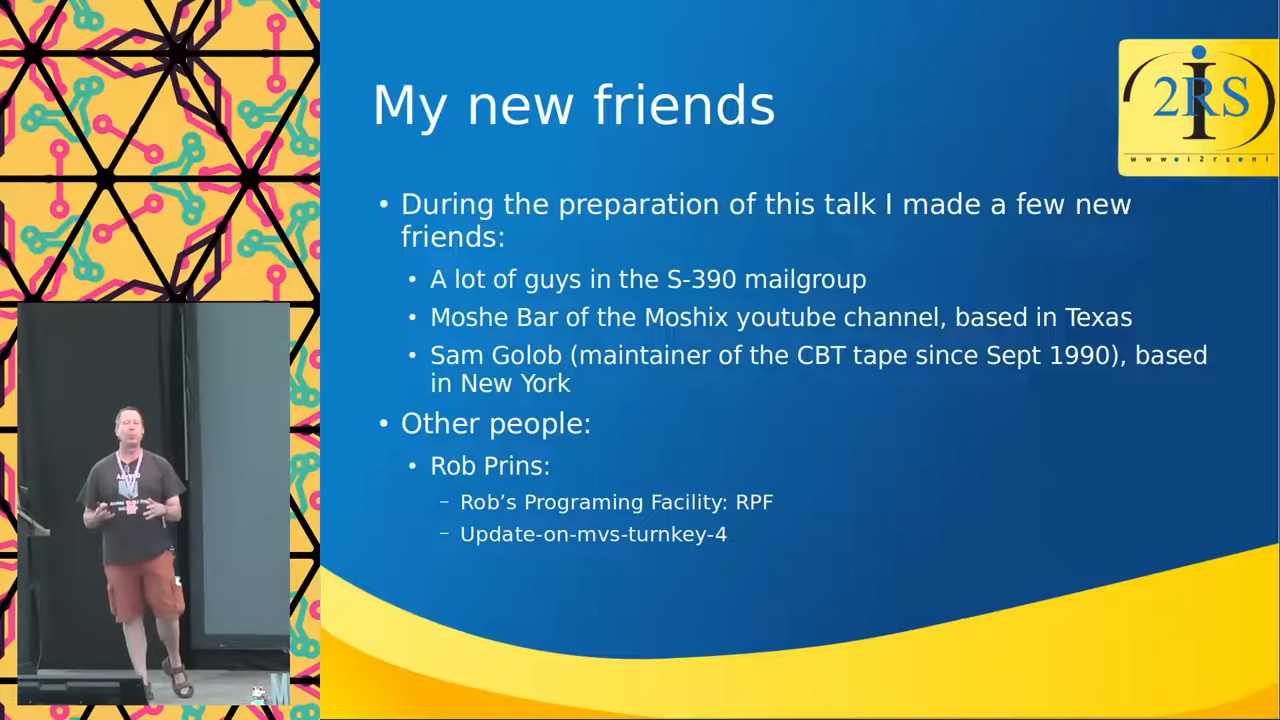 My new friends
2RS
i
www.i2rs.nl
• During the preparation of this talk I made a few new
friends:
• A lot of guys in the S-390 mailgroup
• Moshe Bar of the Moshix youtube channel, based in Texas
• Sam Golob (maintainer of the CBT tape since Sept 1990), based
in New York
• Other people:
• Rob Prins:
– Rob’s Programing Facility: RPF
– Update-on-mvs-turnkey-4